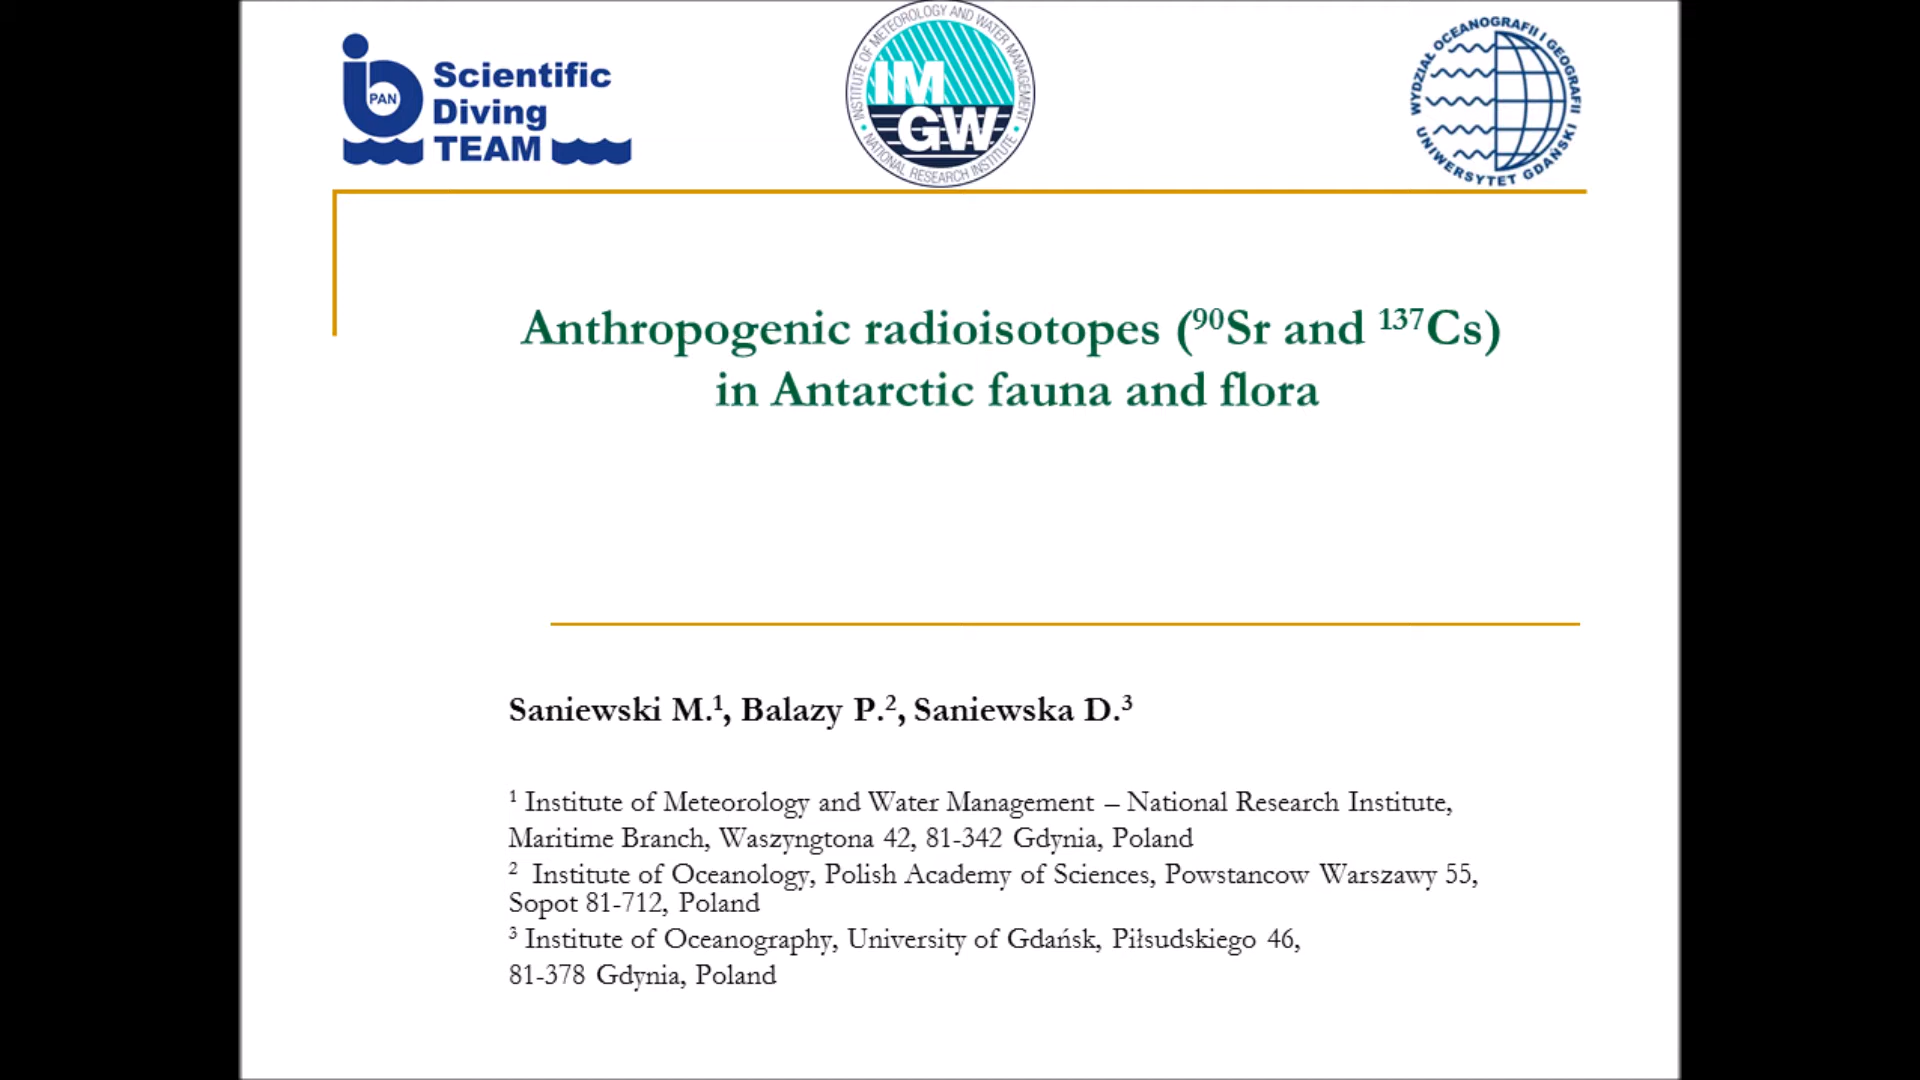 PAN
Scientific
Diving
TEAM
INSTITUTE OF METEOROLOGY AND WATER MANAGEMENT
IM
GW
NATIONAL RESEARCH INSTITUTE
WYDZIAŁ OCEANOGRAFII I GEOGRAFII
UNIWERSYTET GDAŃSKI
Anthropogenic radioisotopes (⁹⁰Sr and ¹³⁷Cs)
in Antarctic fauna and flora
Saniewski M.¹, Balazy P.², Saniewska D.³
¹ Institute of Meteorology and Water Management – National Research Institute,
Maritime Branch, Waszyngtona 42, 81-342 Gdynia, Poland
² Institute of Oceanology, Polish Academy of Sciences, Powstancow Warszawy 55,
Sopot 81-712, Poland
³ Institute of Oceanography, University of Gdańsk, Piłsudskiego 46,
81-378 Gdynia, Poland